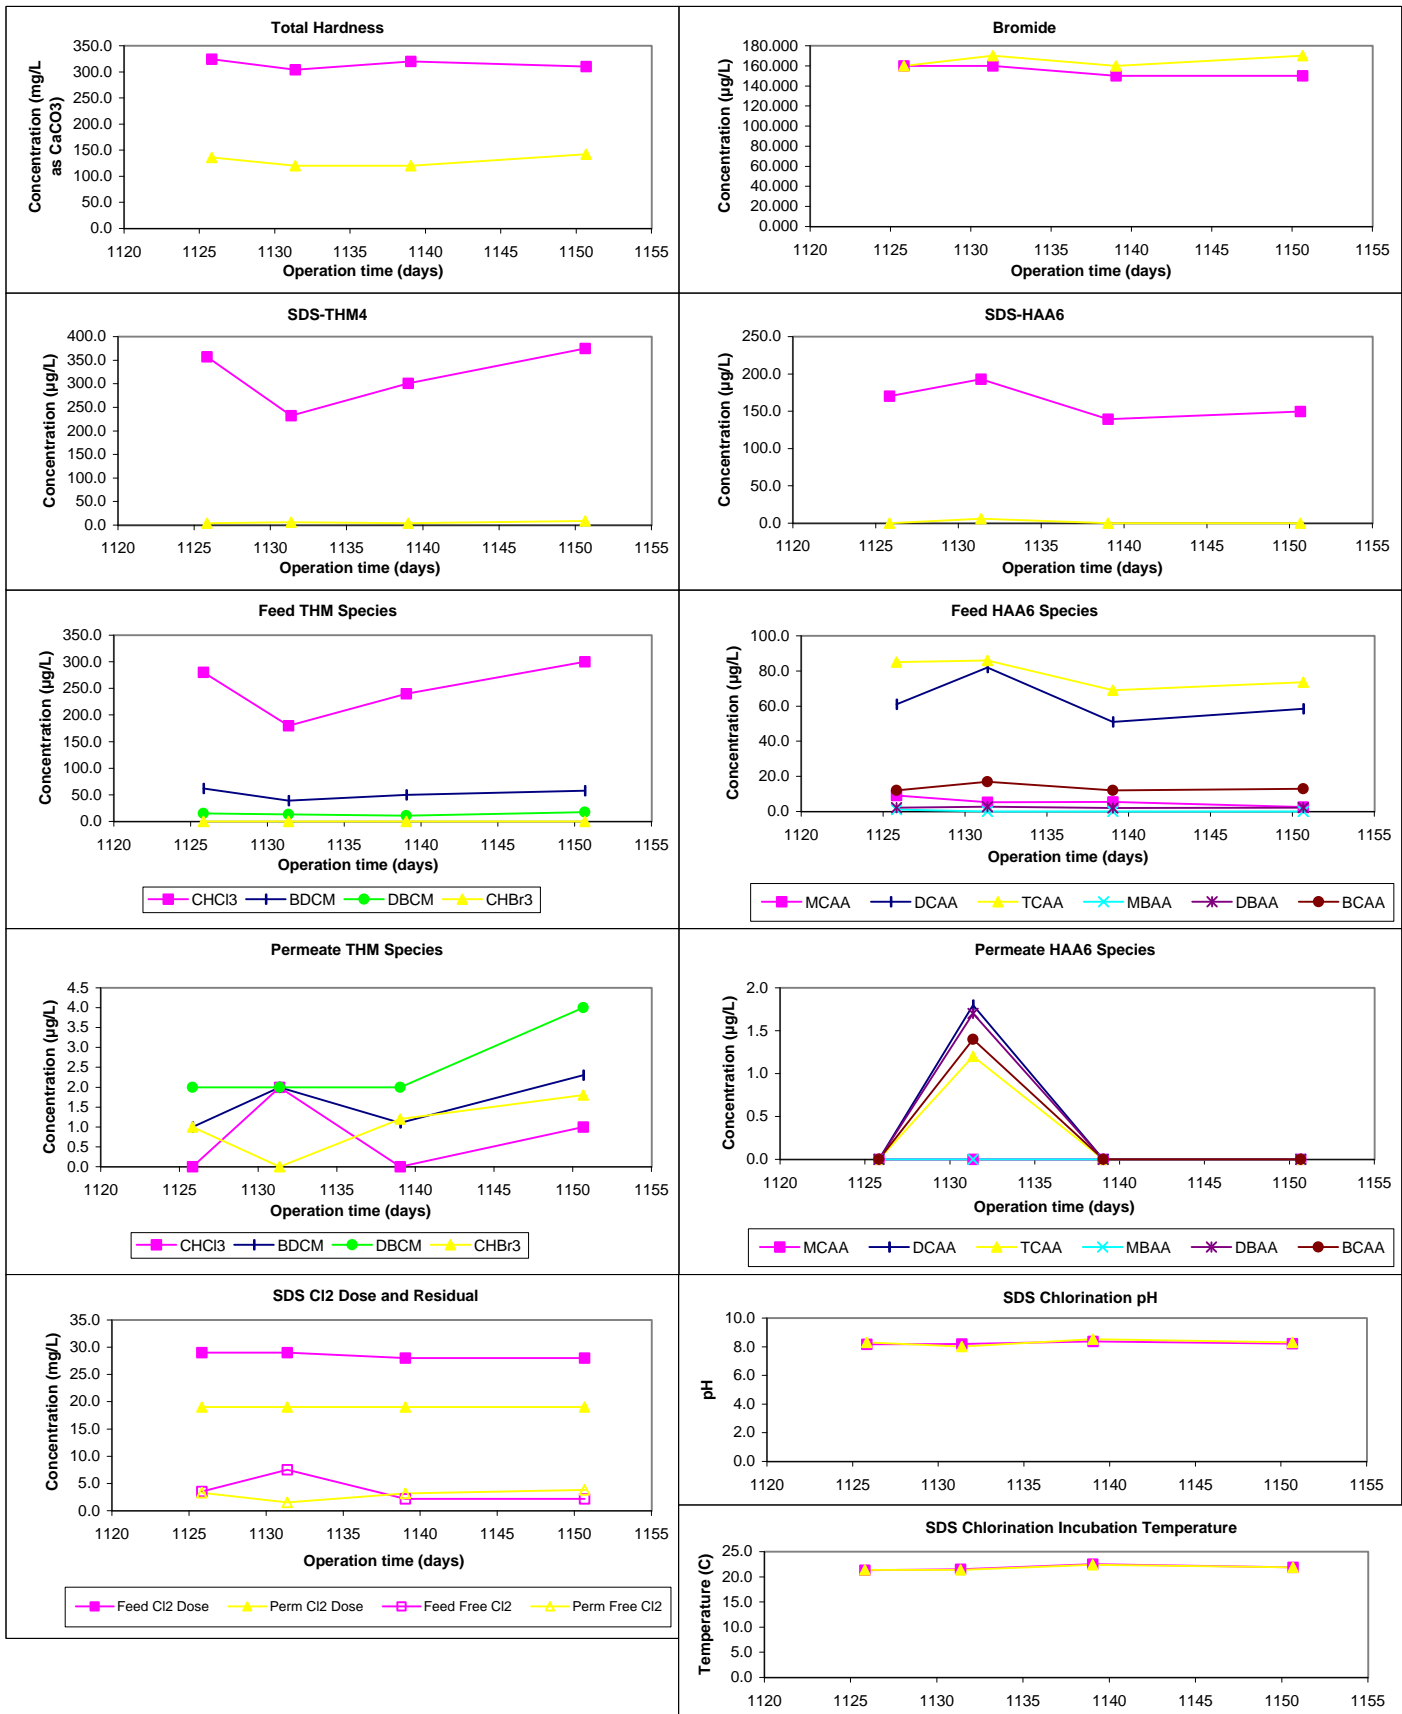 Total Hardness
Concentration (mg/L
as CaCO3)
350.0
300.0
250.0
200.0
150.0
100.0
50.0
0.0
1120 1125 1130 1135 1140 1145 1150 1155
Operation time (days)
Bromide
Concentration (µg/L)
180.000
160.000
140.000
120.000
100.000
80.000
60.000
40.000
20.000
0.000
1120 1125 1130 1135 1140 1145 1150 1155
Operation time (days)
SDS-THM4
Concentration (µg/L)
400.0
350.0
300.0
250.0
200.0
150.0
100.0
50.0
0.0
1120 1125 1130 1135 1140 1145 1150 1155
Operation time (days)
SDS-HAA6
Concentration (µg/L)
250.0
200.0
150.0
100.0
50.0
0.0
1120 1125 1130 1135 1140 1145 1150 1155
Operation time (days)
Feed THM Species
Concentration (µg/L)
350.0
300.0
250.0
200.0
150.0
100.0
50.0
0.0
1120 1125 1130 1135 1140 1145 1150 1155
Operation time (days)
CHCl3 BDCM DBCM CHBr3
Feed HAA6 Species
Concentration (µg/L)
100.0
80.0
60.0
40.0
20.0
0.0
1120 1125 1130 1135 1140 1145 1150 1155
Operation time (days)
MCAA DCAA TCAA MBAA DBAA BCAA
Permeate THM Species
Concentration (µg/L)
4.5
4.0
3.5
3.0
2.5
2.0
1.5
1.0
0.5
0.0
1120 1125 1130 1135 1140 1145 1150 1155
Operation time (days)
CHCl3 BDCM DBCM CHBr3
Permeate HAA6 Species
Concentration (µg/L)
2.0
1.5
1.0
0.5
0.0
1120 1125 1130 1135 1140 1145 1150 1155
Operation time (days)
MCAA DCAA TCAA MBAA DBAA BCAA
SDS Cl2 Dose and Residual
Concentration (mg/L)
35.0
30.0
25.0
20.0
15.0
10.0
5.0
0.0
1120 1125 1130 1135 1140 1145 1150 1155
Operation time (days)
Feed Cl2 Dose Perm Cl2 Dose Feed Free Cl2 Perm Free Cl2
SDS Chlorination pH
pH
10.0
8.0
6.0
4.0
2.0
0.0
1120 1125 1130 1135 1140 1145 1150 1155
SDS Chlorination Incubation Temperature
Temperature (C)
25.0
20.0
15.0
10.0
5.0
0.0
1120 1125 1130 1135 1140 1145 1150 1155